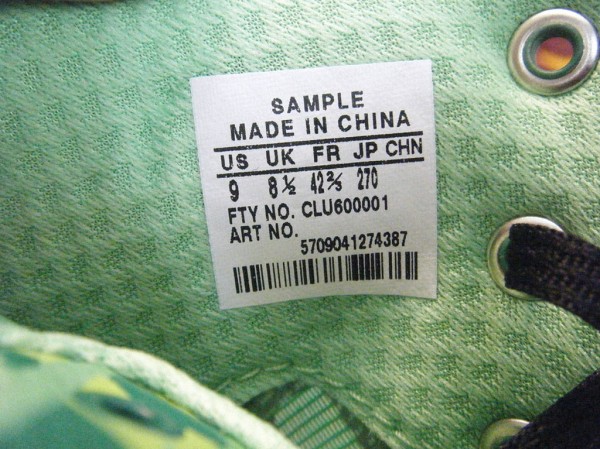 SAMPLE
MADE IN CHINA
US UK FR JP CHN
9 8½ 42⅔ 270
FTY NO. CLU600001
ART NO.
5709041274387